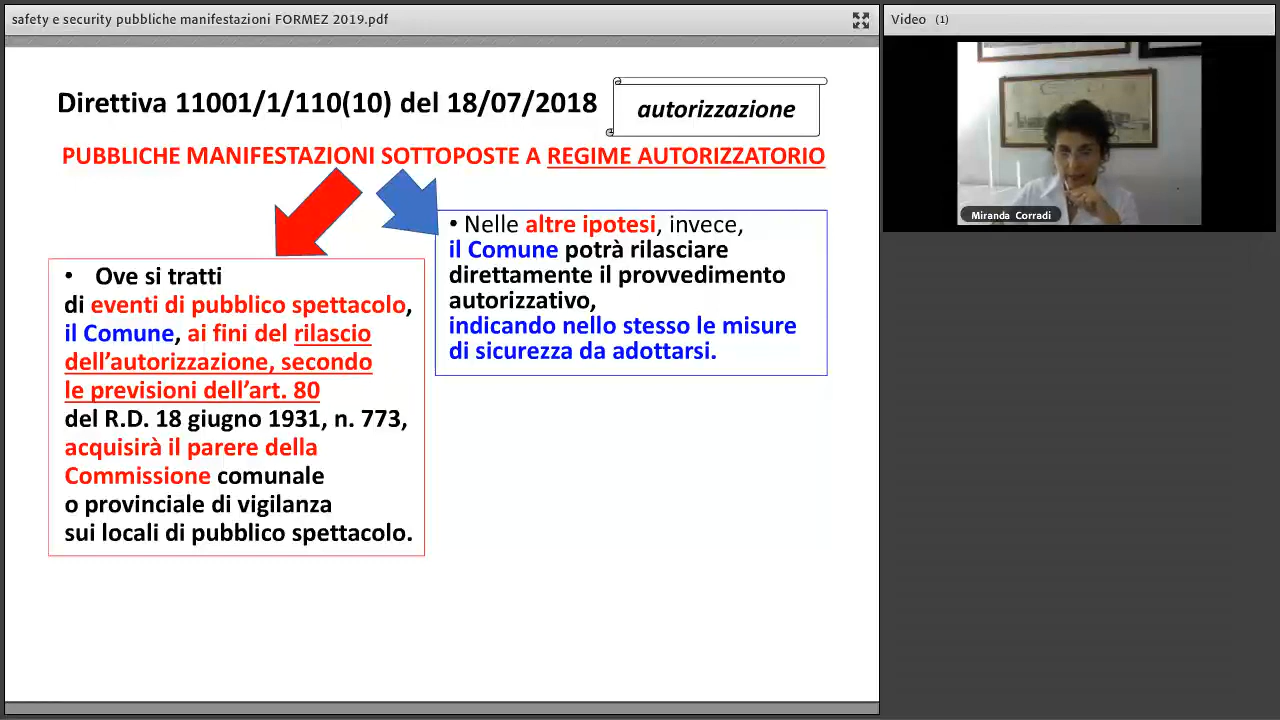 safety e security pubbliche manifestazioni FORMEZ 2019.pdf
Video (1)
Direttiva 11001/1/110(10) del 18/07/2018
autorizzazione
PUBBLICHE MANIFESTAZIONI SOTTOPOSTE A REGIME AUTORIZZATORIO
• Ove si tratti
di eventi di pubblico spettacolo,
il Comune, ai fini del rilascio
dell’autorizzazione, secondo
le previsioni dell’art. 80
del R.D. 18 giugno 1931, n. 773,
acquisirà il parere della
Commissione comunale
o provinciale di vigilanza
sui locali di pubblico spettacolo.
• Nelle altre ipotesi, invece,
il Comune potrà rilasciare
direttamente il provvedimento
autorizzativo,
indicando nello stesso le misure
di sicurezza da adottarsi.
Miranda Corradi